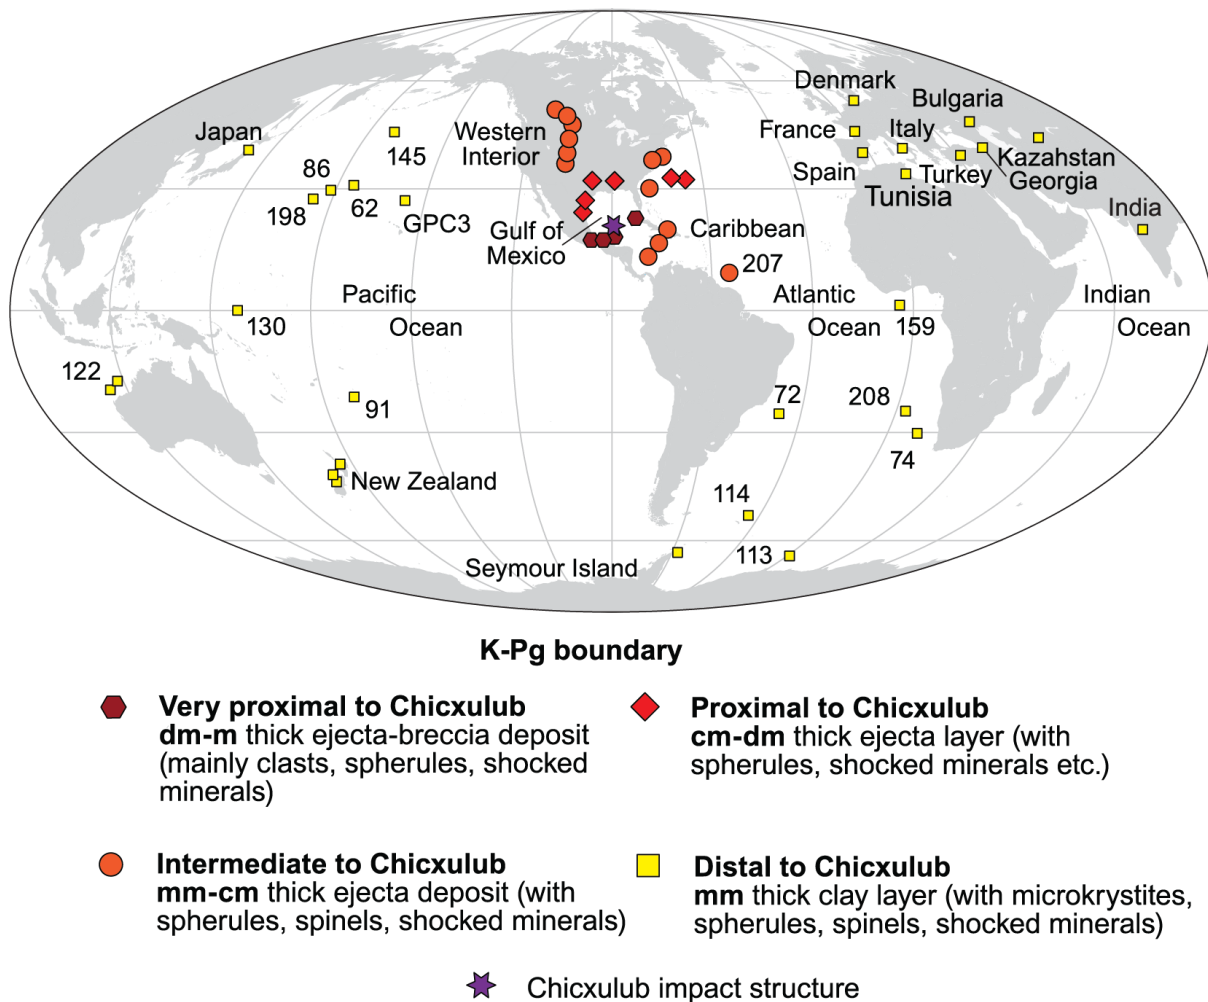 Denmark
Bulgaria
Japan
Western
Interior
France
Italy
145
86
Spain
Turkey
Kazahstan
Georgia
Tunisia
198
62
GPC3
India
Gulf of
Mexico
Caribbean
207
Pacific
Ocean
Atlantic
Ocean
Indian
Ocean
130
159
122
91
72
208
74
New Zealand
114
113
Seymour Island
K-Pg boundary
Very proximal to Chicxulub
dm-m thick ejecta-breccia deposit
(mainly clasts, spherules, shocked
minerals)
Proximal to Chicxulub
cm-dm thick ejecta layer (with
spherules, shocked minerals etc.)
Intermediate to Chicxulub
mm-cm thick ejecta deposit (with
spherules, spinels, shocked minerals)
Distal to Chicxulub
mm thick clay layer (with microkrystites,
spherules, spinels, shocked minerals)
Chicxulub impact structure